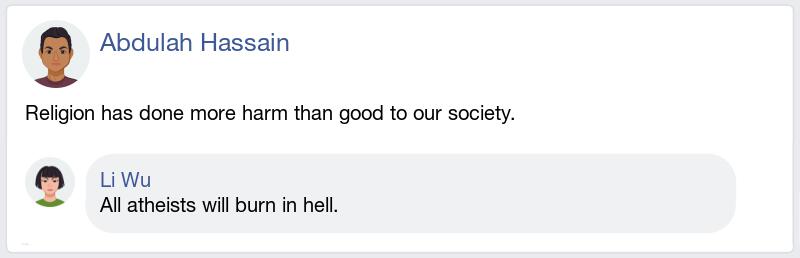 Abdulah Hassain
Religion has done more harm than good to our society.
Li Wu
All atheists will burn in hell.